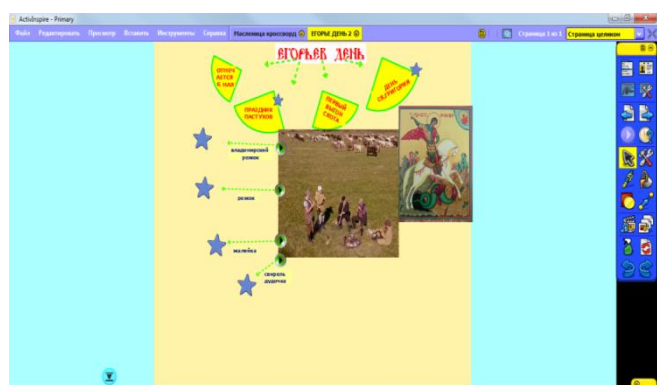 ActivInspire - Primary
Файл Редактировать Просмотр Вставить Инструменты Справка Масленица кроссворд ЕГОРЬЕ ДЕНЬ-2 Страница 1 из 1 Страница целиком
ЕГОРЬЕВ ДЕНЬ
ПРАЗДНИК
ПАСТУХОВ
ПЕРВЫЙ
ВЫГОН
СКОТА
ДЕНЬ
СВ.ГРИГОРИЯ
владимирский
рожок
рожок
жалейка
свирель
дудочка